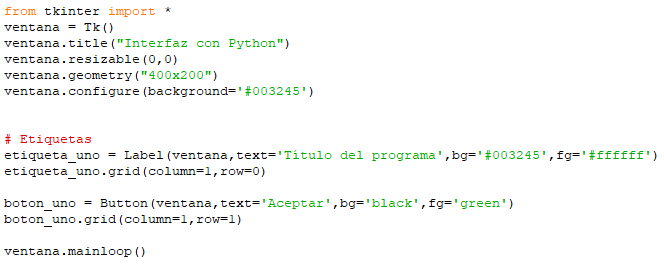 from tkinter import *
ventana = Tk()
ventana.title("Interfaz con Python")
ventana.resizable(0,0)
ventana.geometry("400x200")
ventana.configure(background='#003245')
# Etiquetas
etiqueta_uno = Label(ventana,text='Título del programa',bg='#003245',fg='#ffffff')
etiqueta_uno.grid(column=1,row=0)
boton_uno = Button(ventana,text='Aceptar',bg='black',fg='green')
boton_uno.grid(column=1,row=1)
ventana.mainloop()